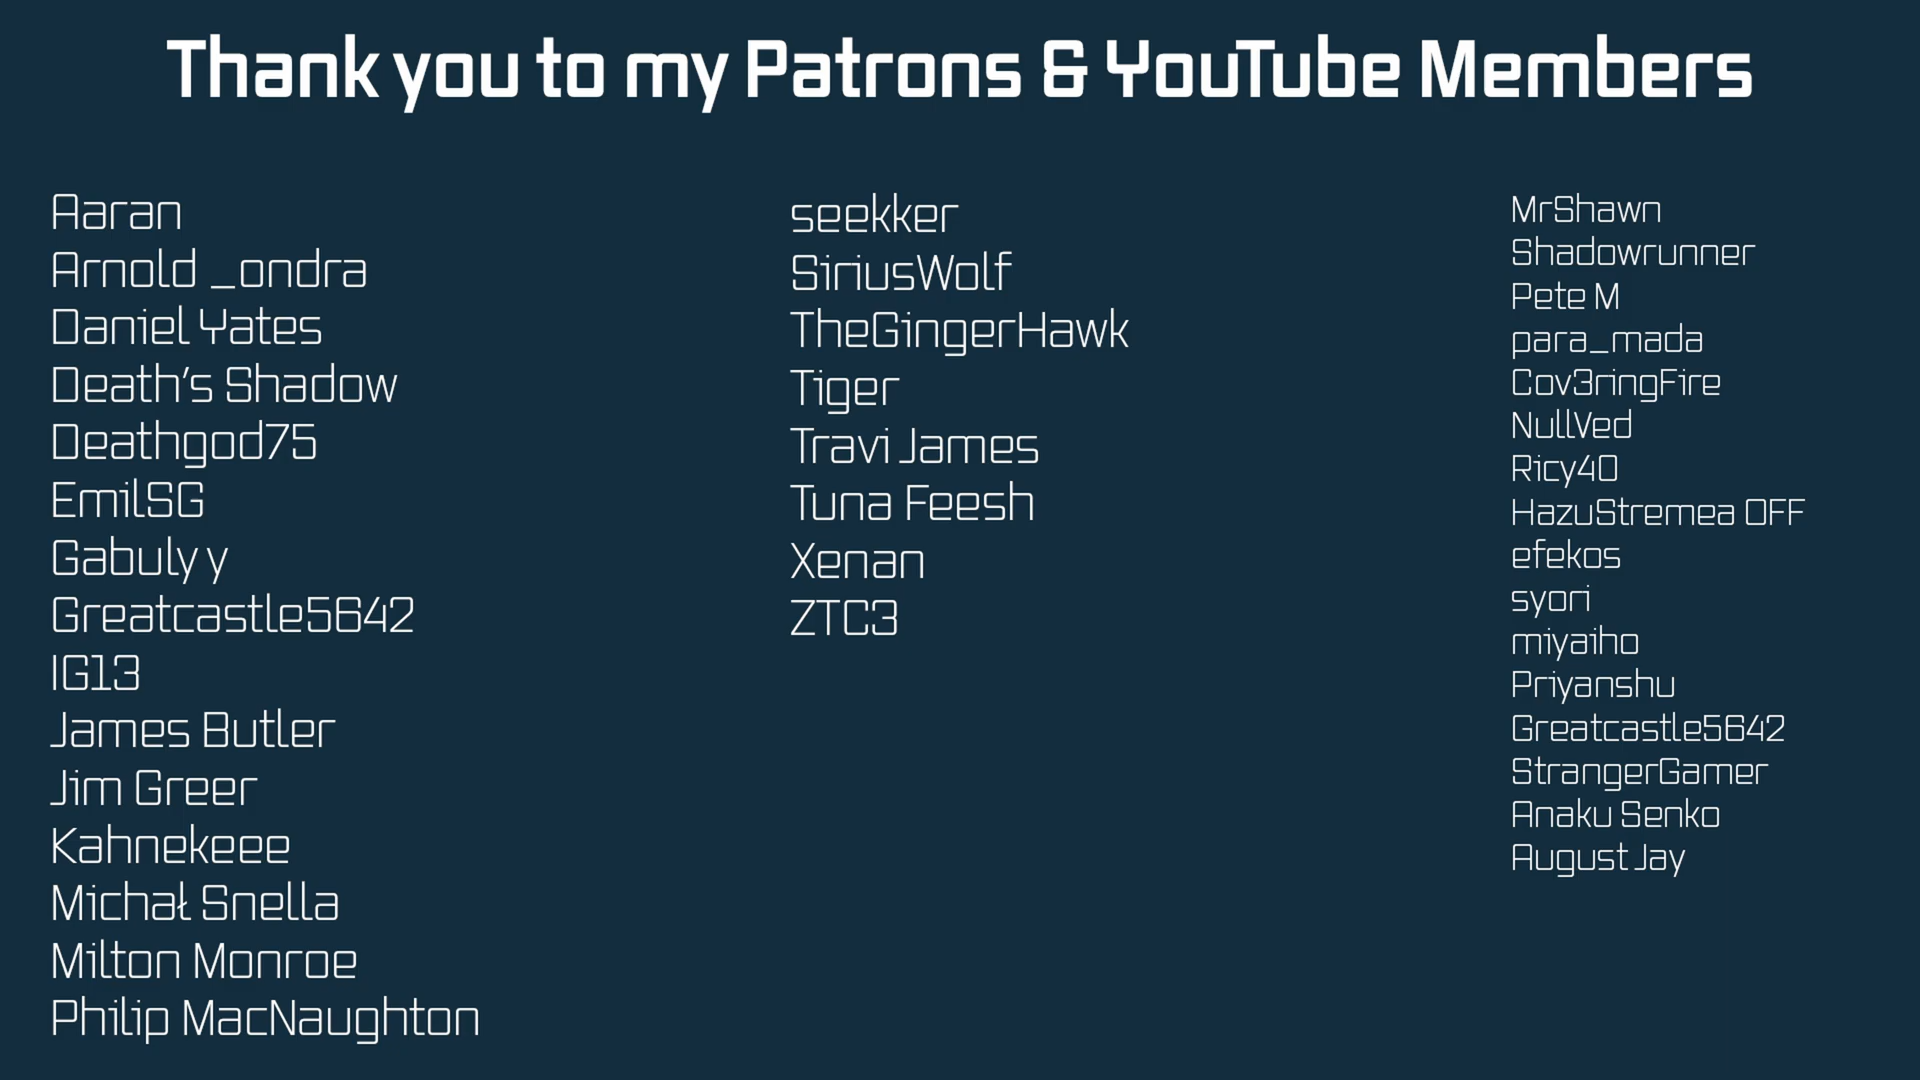 Thank you to my Patrons & YouTube Members
Aaran
Arnold _ondra
Daniel Yates
Death's Shadow
Deathgod75
EmilSG
Gabuly y
Greatcastle5642
IG13
James Butler
Jim Greer
Kahnekeee
Michał Snella
Milton Monroe
Philip MacNaughton
seekker
SiriusWolf
TheGingerHawk
Tiger
Travi James
Tuna Feesh
Xenan
ZTC3
MrShawn
Shadowrunner
Pete M
para_mada
Cov3ringFire
NullVed
Ricy40
HazuStremea OFF
efekos
syori
miyaiho
Priyanshu
Greatcastle5642
StrangerGamer
Anaku Senko
August Jay